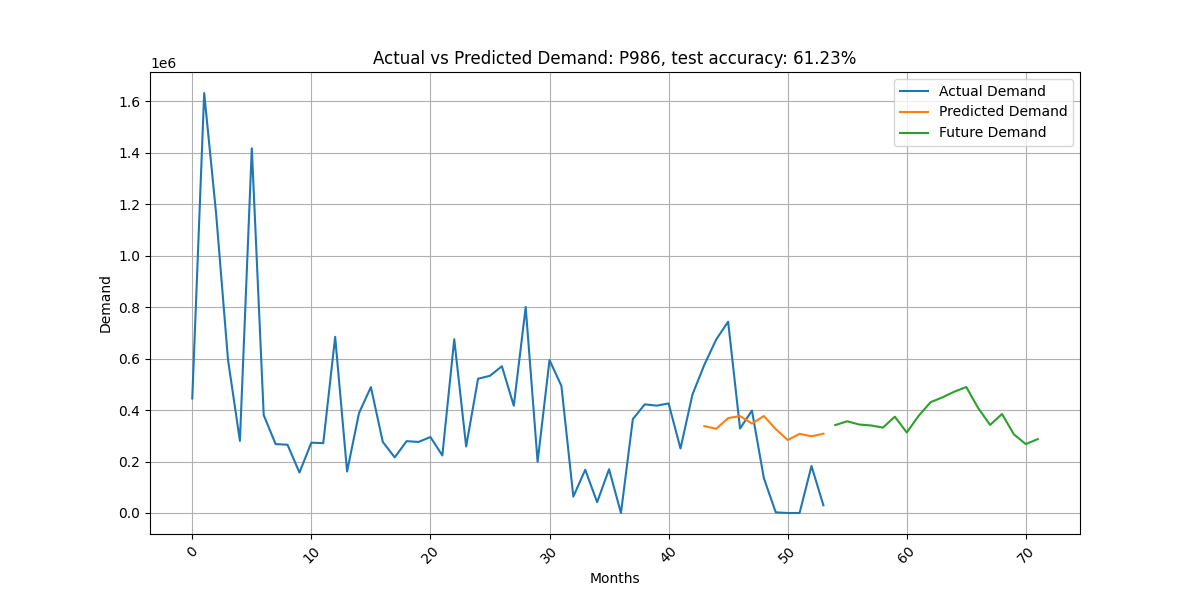 Actual vs Predicted Demand: P986, test accuracy: 61.23%
1e6
Actual Demand
Predicted Demand
Future Demand
1.6
1.4
1.2
1.0
0.8
0.6
0.4
0.2
0.0
Demand
0 10 20 30 40 50 60 70
Months